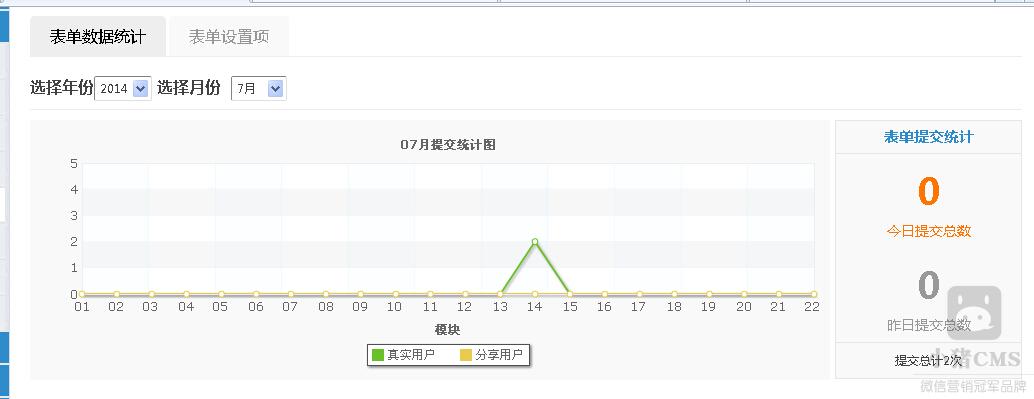 表单数据统计 表单设置项
选择年份 2014 选择月份 7月
07月提交统计图
5
4
3
2
1
0
01 02 03 04 05 06 07 08 09 10 11 12 13 14 15 16 17 18 19 20 21 22
模块
真实用户 分享用户
表单提交统计
0
今日提交总数
0
昨日提交总数
提交总计2次
小猪CMS
微信营销冠军品牌